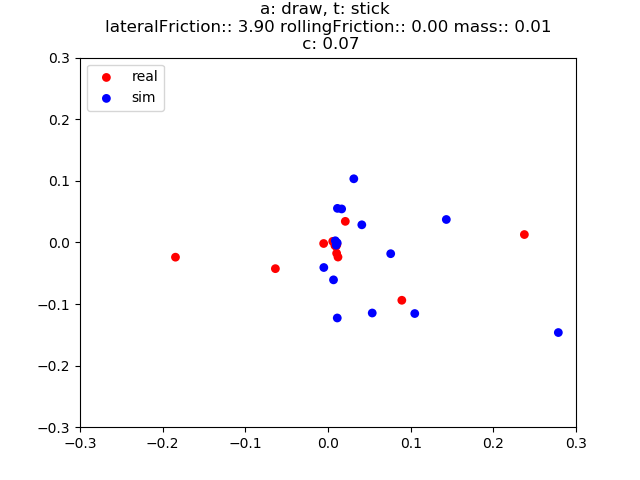 a: draw, t: stick
lateralFriction:: 3.90 rollingFriction:: 0.00 mass:: 0.01
c: 0.07
real
sim
0.3
0.2
0.1
0.0
−0.1
−0.2
−0.3
−0.3
−0.2
−0.1
0.0
0.1
0.2
0.3